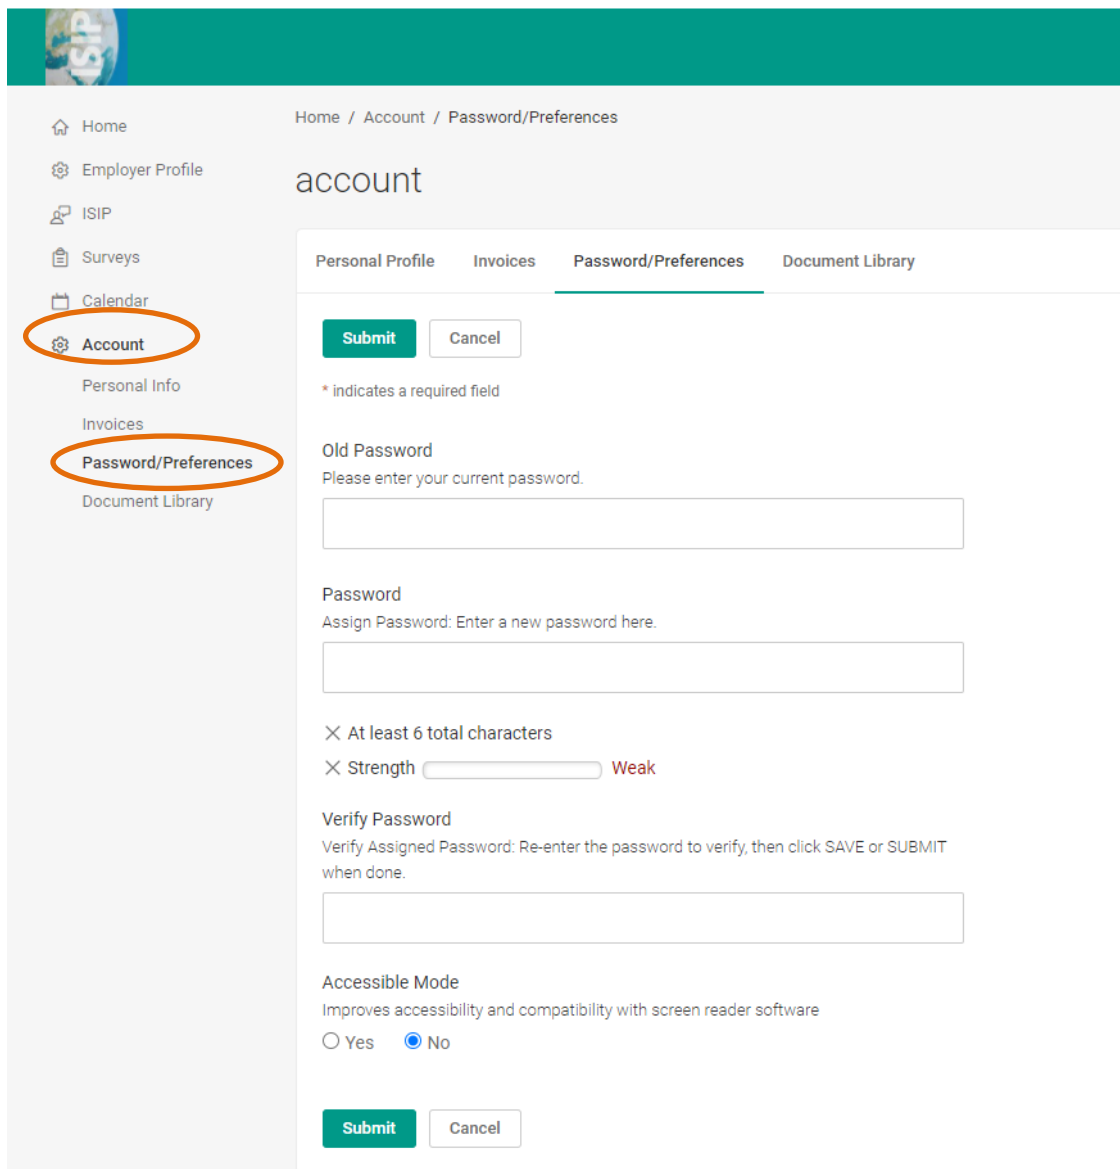 ISIP
Home
Employer Profile
ISIP
Surveys
Calendar
Account
Personal Info
Invoices
Password/Preferences
Document Library
Home / Account / Password/Preferences
account
Personal Profile Invoices Password/Preferences Document Library
Submit Cancel
* indicates a required field
Old Password
Please enter your current password.
Password
Assign Password: Enter a new password here.
At least 6 total characters
Strength Weak
Verify Password
Verify Assigned Password: Re-enter the password to verify, then click SAVE or SUBMIT
when done.
Accessible Mode
Improves accessibility and compatibility with screen reader software
Yes No
Submit Cancel